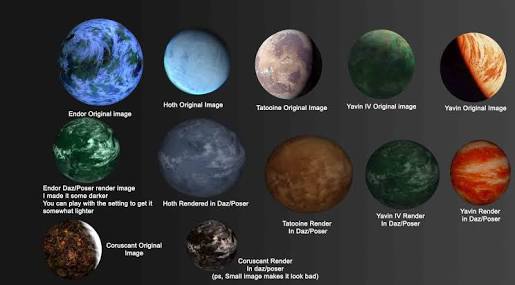 Endor Original image
Hoth Original Image
Tatooine Original Image
Yavin IV Original image
Yavin Original Image
Endor Daz/Poser render image
I made it some darker
You can play with the setting to get it
somewhat lighter
Hoth Rendered in Daz/Poser
Tatooine Render
In Daz/Poser
Yavin IV Render
In Daz/Poser
Yavin Render
in Daz/Poser
Coruscant Original
Image
Coruscant Render
In daz/poser
(ps, Small image makes it look bad)